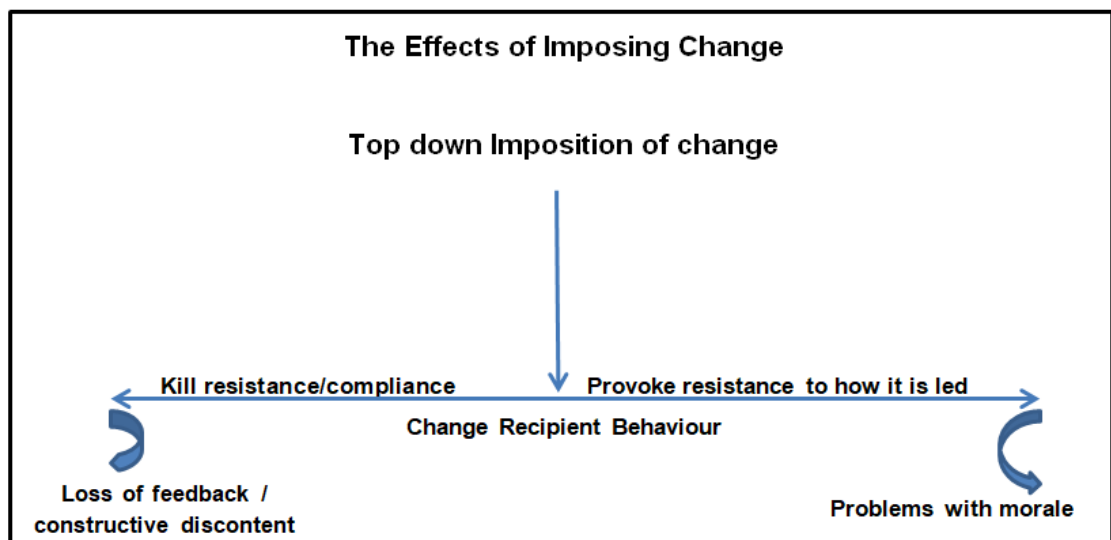 The Effects of Imposing Change
Top down Imposition of change
Kill resistance/compliance
Provoke resistance to how it is led
Change Recipient Behaviour
Loss of feedback /
constructive discontent
Problems with morale